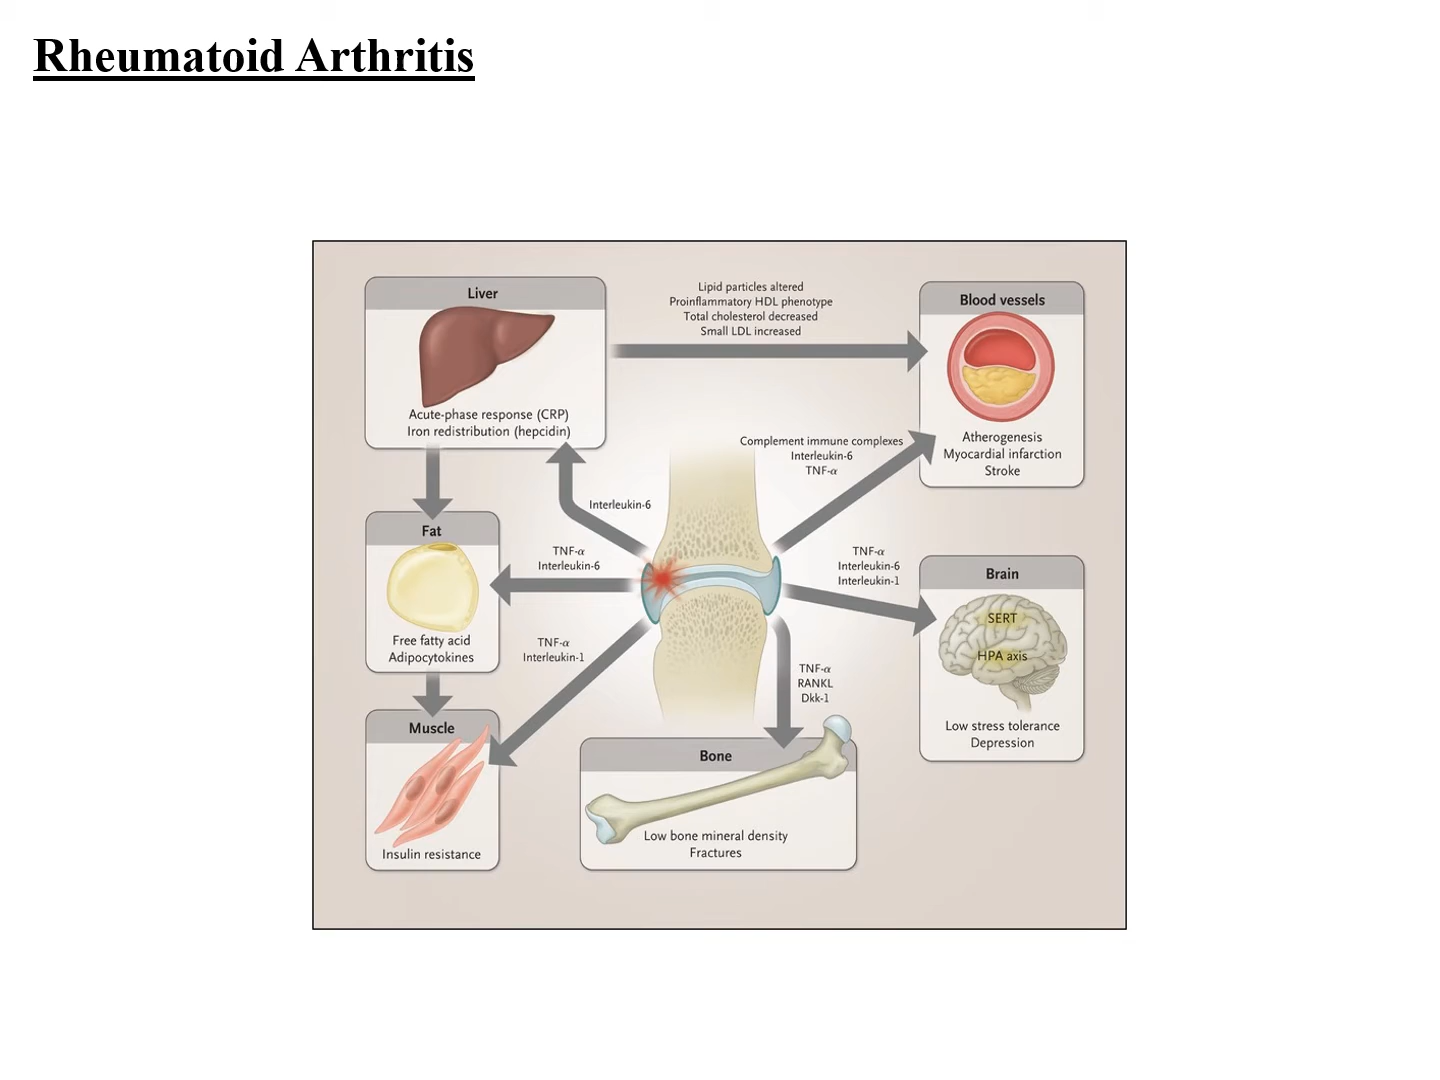 Rheumatoid Arthritis
Liver
Acute-phase response (CRP)
Iron redistribution (hepcidin)
Lipid particles altered
Proinflammatory HDL phenotype
Total cholesterol decreased
Small LDL increased
Blood vessels
Atherogenesis
Myocardial infarction
Stroke
Complement immune complexes
Interleukin-6
TNF-α
Interleukin-6
Fat
Free fatty acid
Adipocytokines
TNF-α
Interleukin-6
TNF-α
Interleukin-6
Interleukin-1
Brain
SERT
HPA axis
Low stress tolerance
Depression
TNF-α
Interleukin-1
TNF-α
RANKL
Dkk-1
Muscle
Insulin resistance
Bone
Low bone mineral density
Fractures